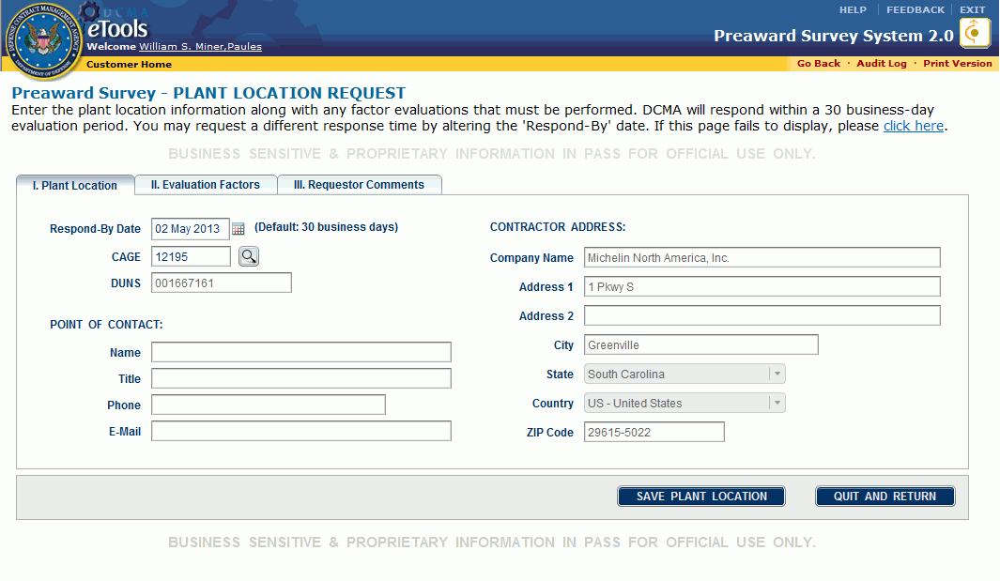 HELP | FEEDBACK | EXIT
DCMA
eTools
DEFENSE CONTRACT MANAGEMENT AGENCY
DEPARTMENT OF DEFENSE
Welcome William S. Miner,Paules
Preaward Survey System 2.0
Customer Home
Go Back · Audit Log · Print Version
Preaward Survey - PLANT LOCATION REQUEST
Enter the plant location information along with any factor evaluations that must be performed. DCMA will respond within a 30 business-day
evaluation period. You may request a different response time by altering the 'Respond-By' date. If this page fails to display, please click here.
BUSINESS SENSITIVE & PROPRIETARY INFORMATION IN PASS FOR OFFICIAL USE ONLY.
I. Plant Location
II. Evaluation Factors
III. Requestor Comments
Respond-By Date 02 May 2013 (Default: 30 business days)
CAGE 12195
DUNS 001667161
POINT OF CONTACT:
Name
Title
Phone
E-Mail
CONTRACTOR ADDRESS:
Company Name Michelin North America, Inc.
Address 1 1 Pkwy S
Address 2
City Greenville
State South Carolina
Country US - United States
ZIP Code 29615-5022
SAVE PLANT LOCATION
QUIT AND RETURN
BUSINESS SENSITIVE & PROPRIETARY INFORMATION IN PASS FOR OFFICIAL USE ONLY.